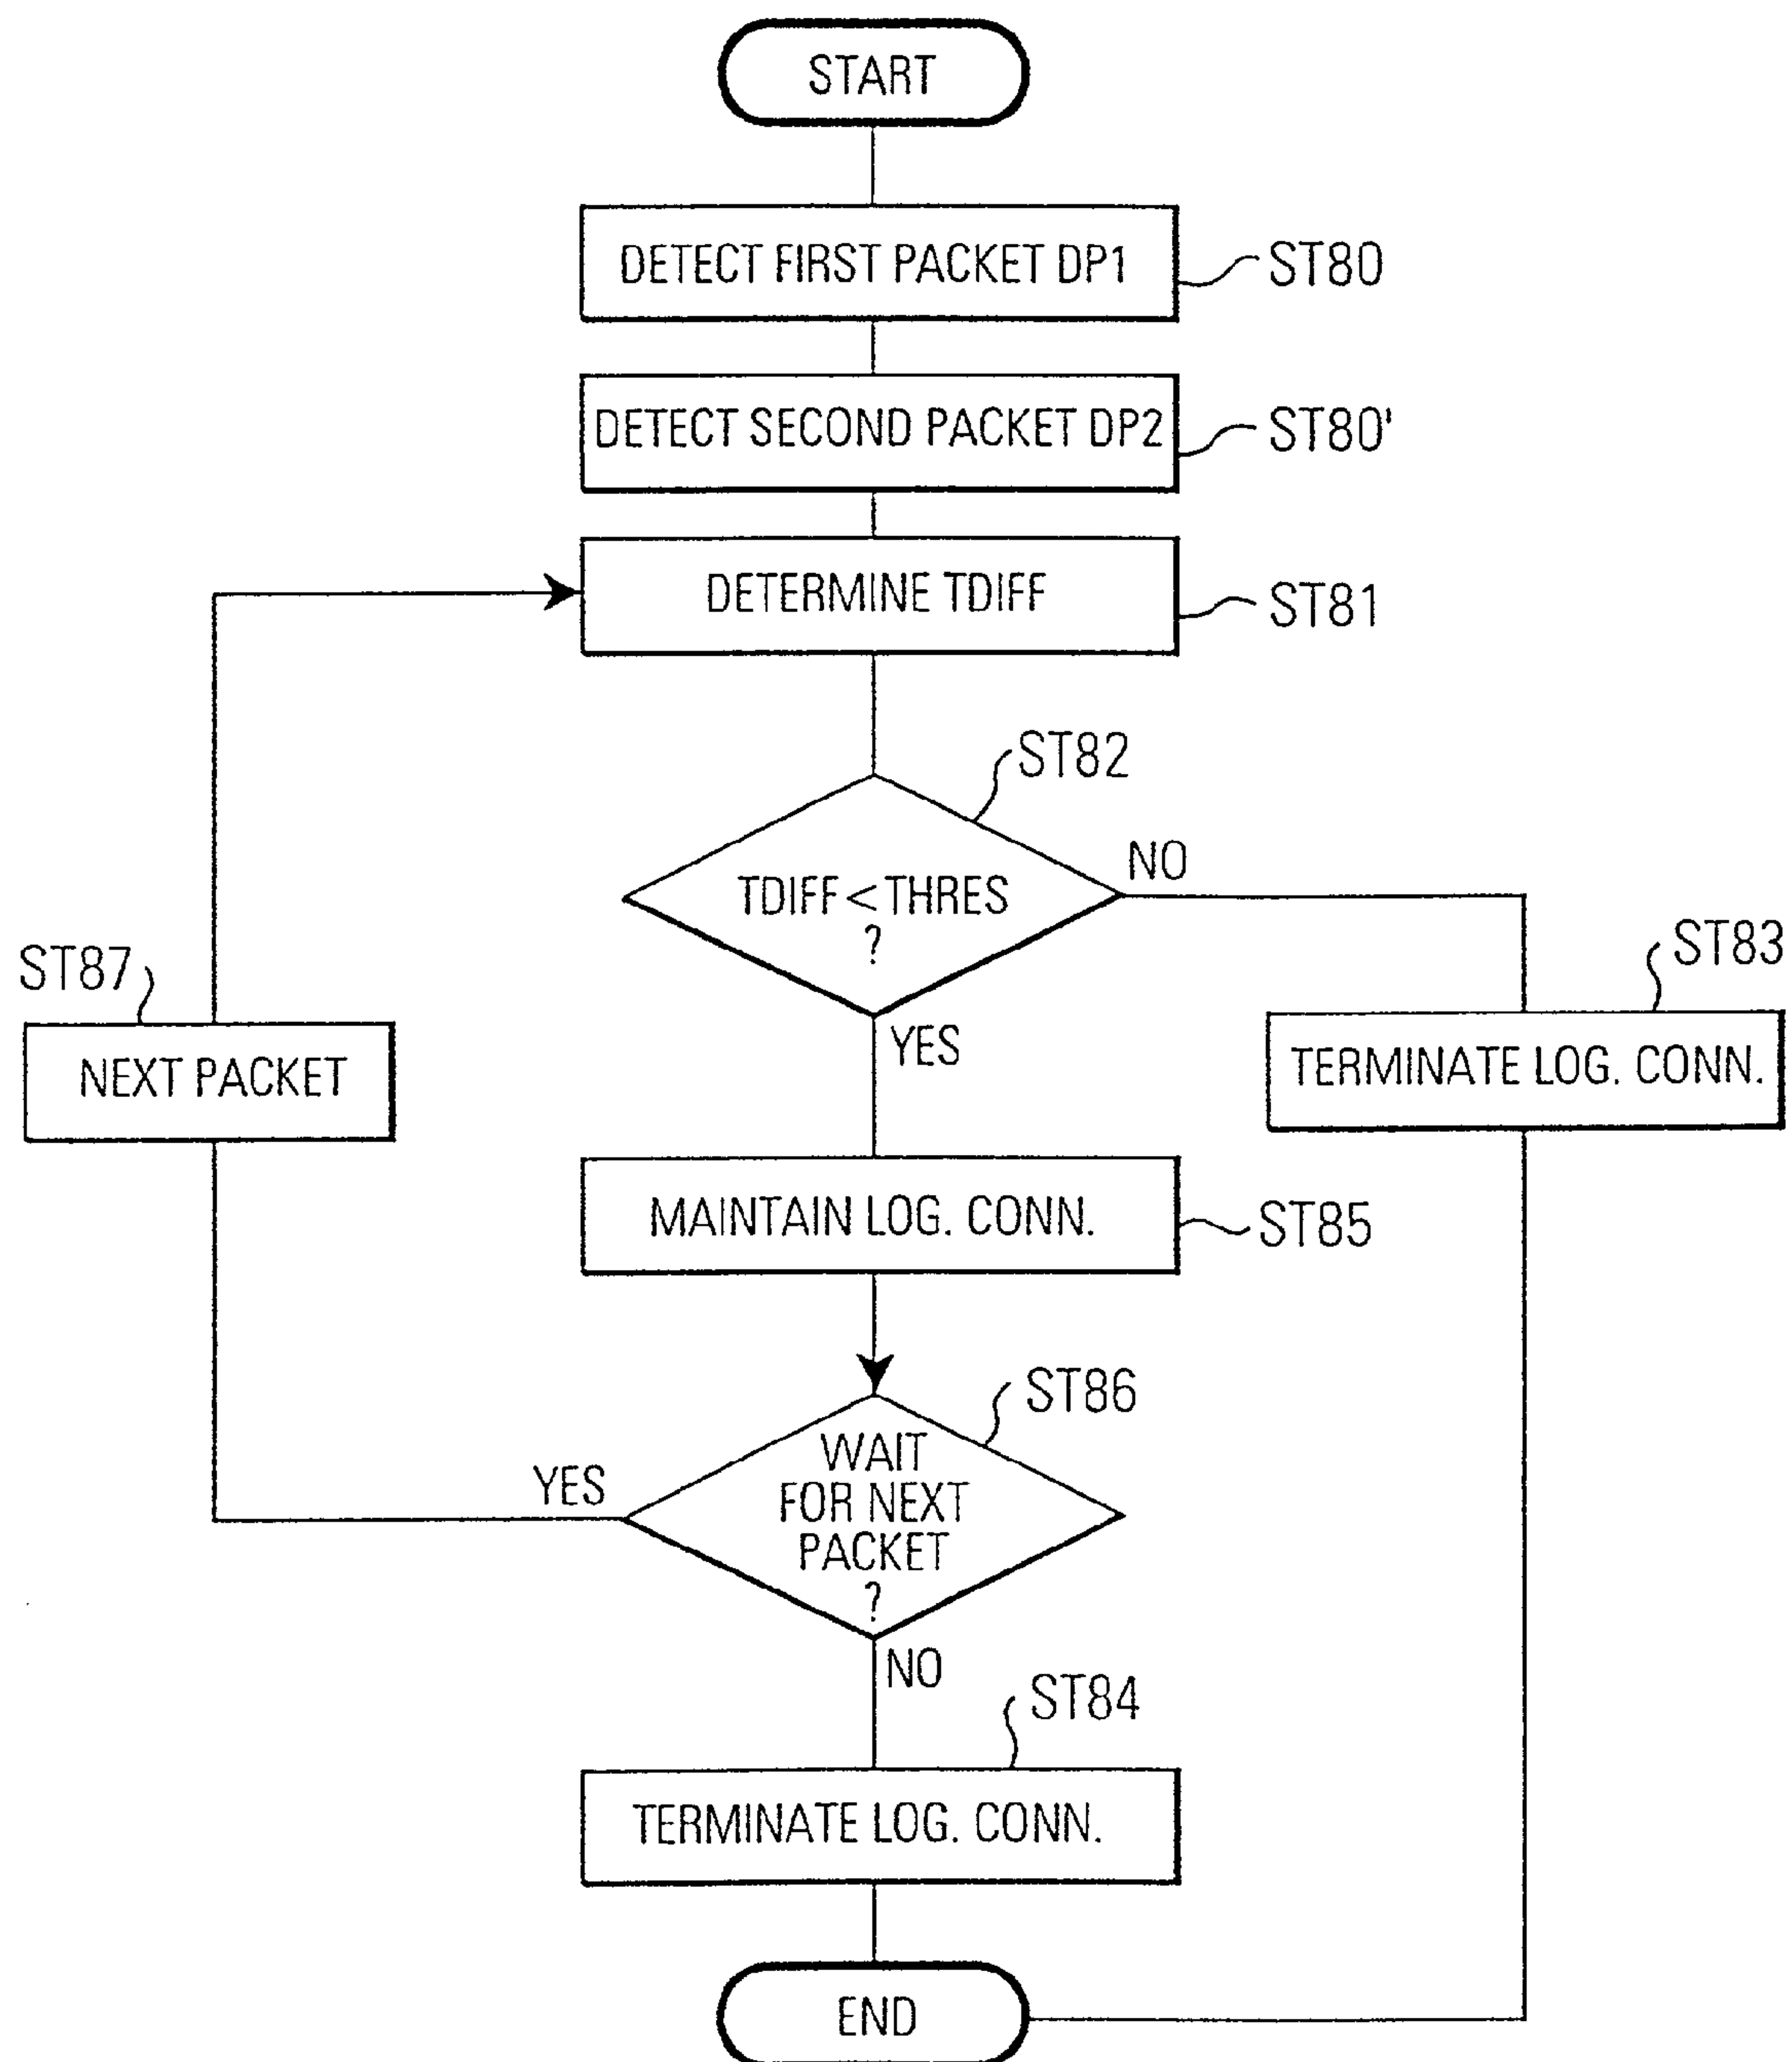 START
DETECT FIRST PACKET DP1
ST80
DETECT SECOND PACKET DP2
ST80'
DETERMINE TDIFF
ST81
ST82
TDIFF<THRES
?
NO
YES
ST83
TERMINATE LOG. CONN.
ST87
NEXT PACKET
MAINTAIN LOG. CONN.
ST85
ST86
WAIT
FOR NEXT
PACKET
?
YES
NO
ST84
TERMINATE LOG. CONN.
END